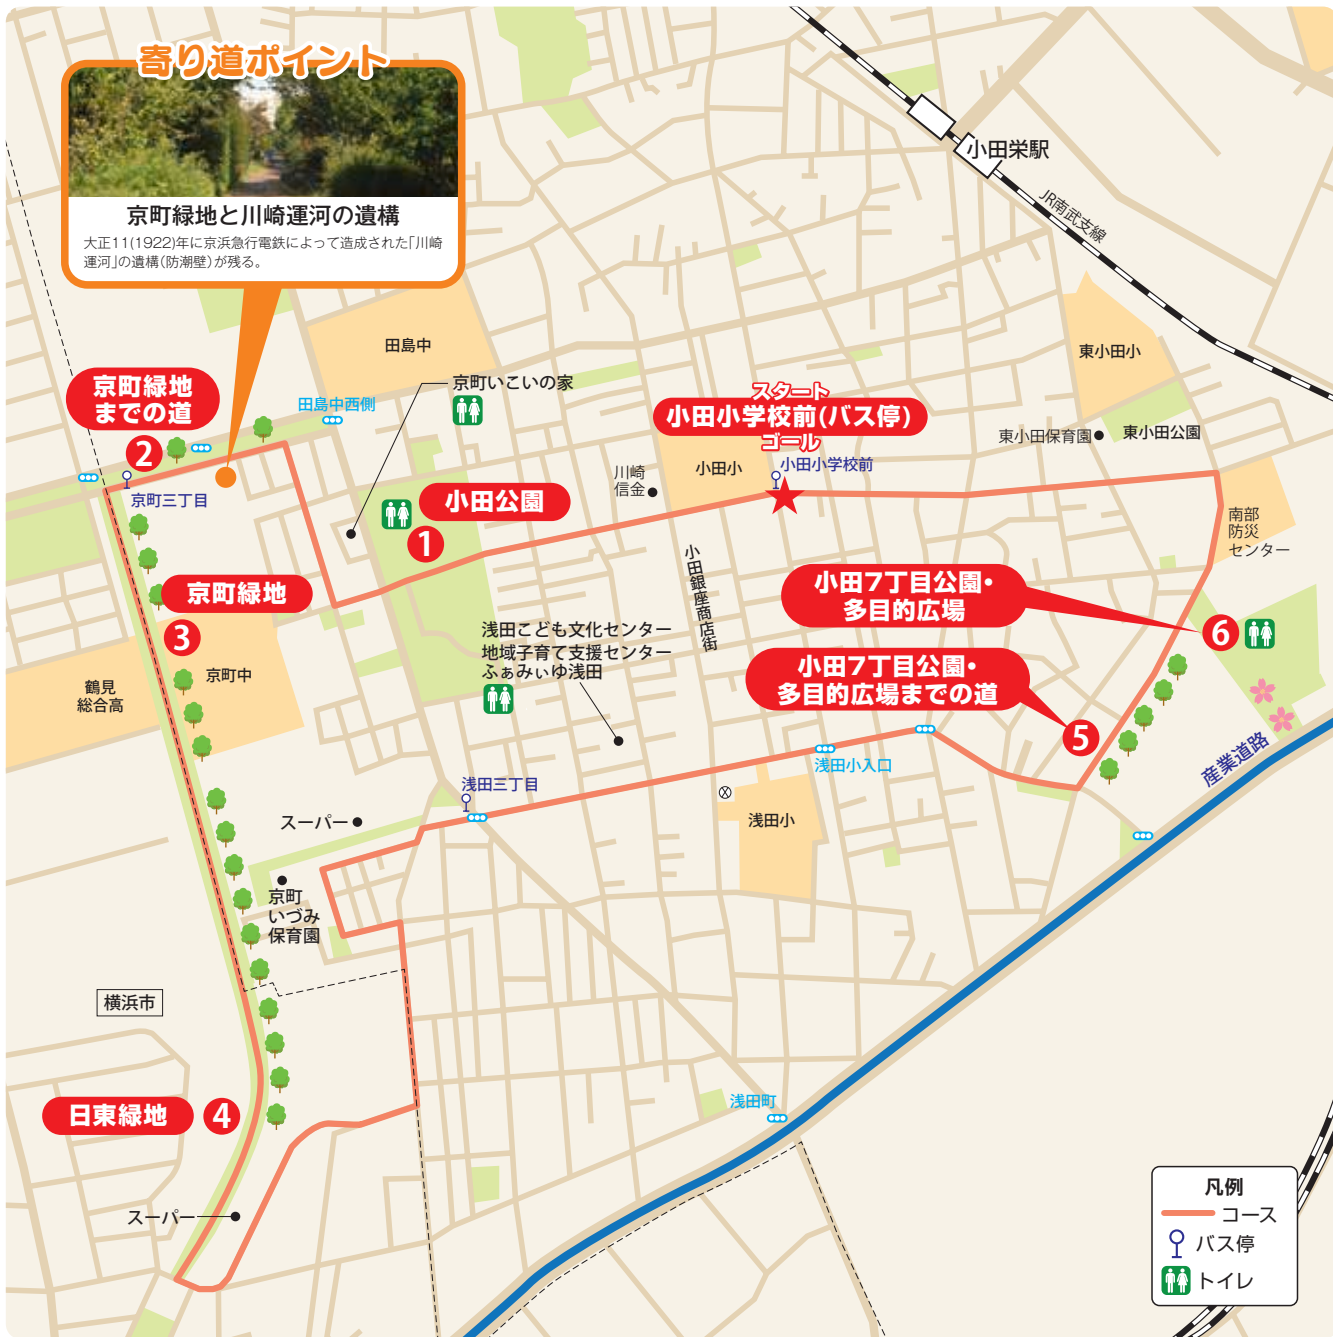 寄り道ポイント
京町緑地と川崎運河の遺構
大正11(1922)年に京浜急行電鉄によって造成された「川崎
運河」の遺構(防潮壁)が残る。
小田栄駅
JR南武支線
田島中
東小田小
京町緑地
までの道
2
田島中西側
京町いこいの家
スタート
小田小学校前(バス停)
ゴール
小田小学校前
東小田保育園
東小田公園
京町三丁目
小田公園
1
川崎
信金
小田小
南部
防災
センター
小田銀座商店街
京町緑地
3
小田7丁目公園・
多目的広場
6
浅田こども文化センター
地域子育て支援センター
ふぁみぃゆ浅田
小田7丁目公園・
多目的広場までの道
5
京町中
鶴見
総合高
産業道路
浅田小入口
浅田三丁目
スーパー
浅田小
京町
いづみ
保育園
横浜市
日東緑地
4
浅田町
スーパー
凡例
コース
バス停
トイレ